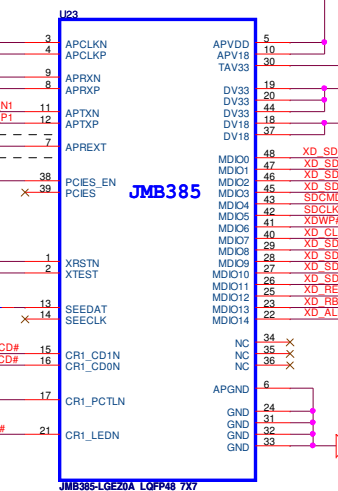 U23
3 APCLKN
4 APCLKP
9 APRXN
8 APRXP
N1 11 APTXN
P1 12 APTXP
7 APREXT
38 PCIES_EN
39 PCIES
1 XRSTN
2 XTEST
13 SEEDAT
14 SEECLK
CD# 15 CR1_CD1N
CD# 16 CR1_CD0N
17 CR1_PCTLN
# 21 CR1_LEDN
JMB385
APVDD 5
APV18 10
TAV33 30
DV33 19
DV33 20
DV33 44
DV18 18
DV18 37
MDIO0 48 XD_SD
MDIO1 47 XD_SD
MDIO2 46 XD_SD
MDIO3 45 XD_SD
MDIO4 43 SDCMD
MDIO5 42 SDCLK
MDIO6 41 XDWP#
MDIO7 40 XD_CL
MDIO8 29 XD_SD
MDIO9 28 XD_SD
MDIO10 27 XD_SD
MDIO11 26 XD_SD
MDIO12 25 XD_RE
MDIO13 23 XD_RB
MDIO14 22 XD_AL
NC 34
NC 35
NC 36
APGND 6
GND 24
GND 31
GND 32
GND 33
JMB385-LGEZ0A LQFP48 7X7